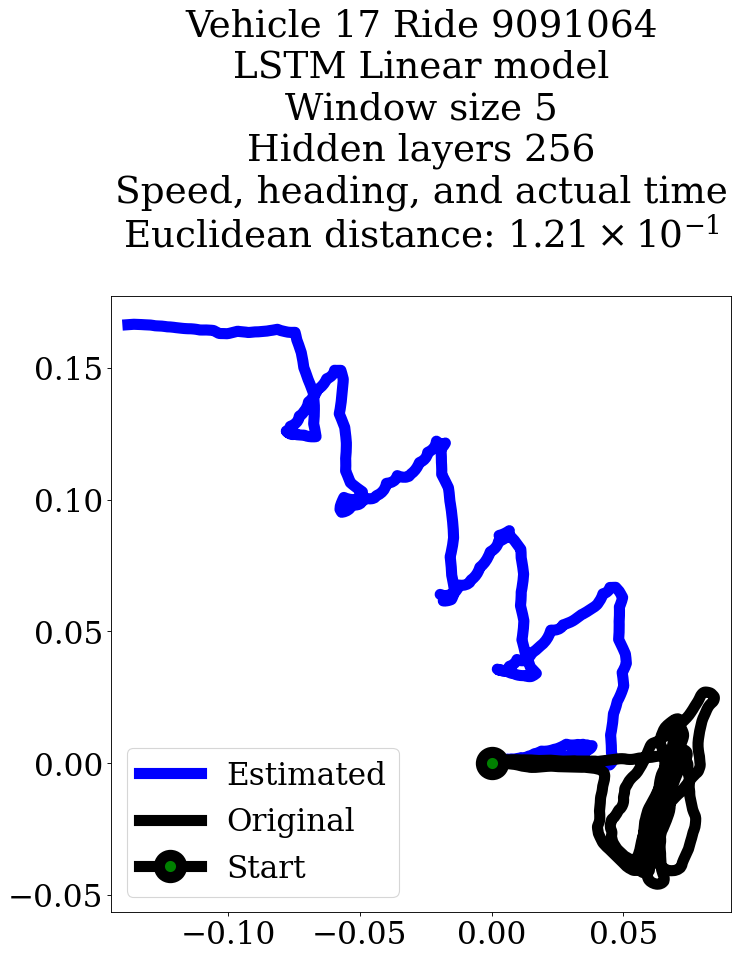 Vehicle 17 Ride 9091064
LSTM Linear model
Window size 5
Hidden layers 256
Speed, heading, and actual time
Euclidean distance: 1.21 × 10⁻¹
0.15
0.10
0.05
0.00
−0.05
Estimated
Original
Start
−0.10 −0.05 0.00 0.05